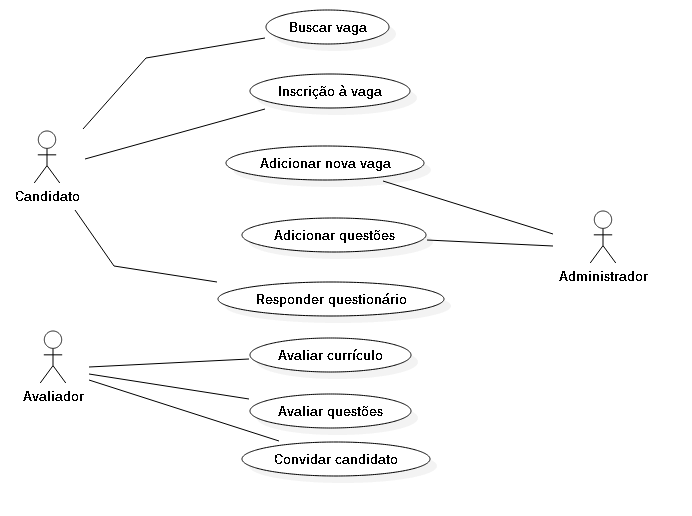 Buscar vaga
Inscrição à vaga
Adicionar nova vaga
Candidato
Adicionar questões
Administrador
Responder questionário
Avaliar currículo
Avaliador
Avaliar questões
Convidar candidato